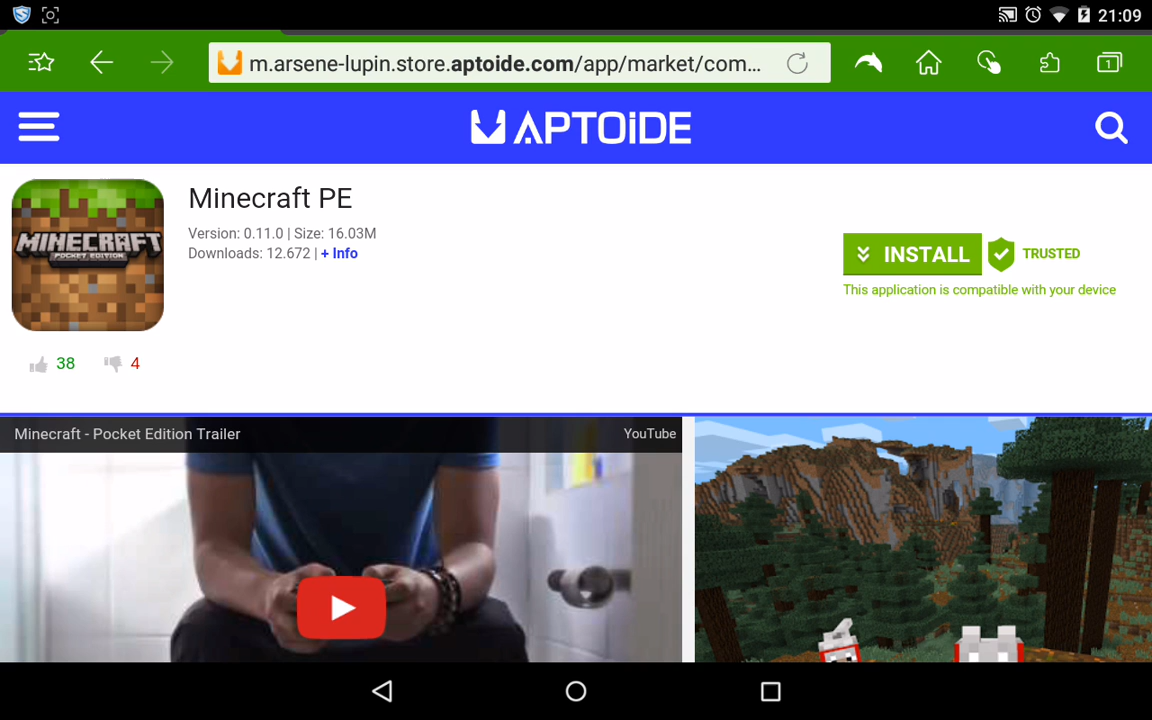 21:09
m.arsene-lupin.store.aptoide.com/app/market/com...
1
APTOiDE
Minecraft PE
Version: 0.11.0 | Size: 16.03M
Downloads: 12.672 | + Info
MINECRAFT
POCKET EDITION
INSTALL
TRUSTED
This application is compatible with your device
38
4
Minecraft - Pocket Edition Trailer
YouTube